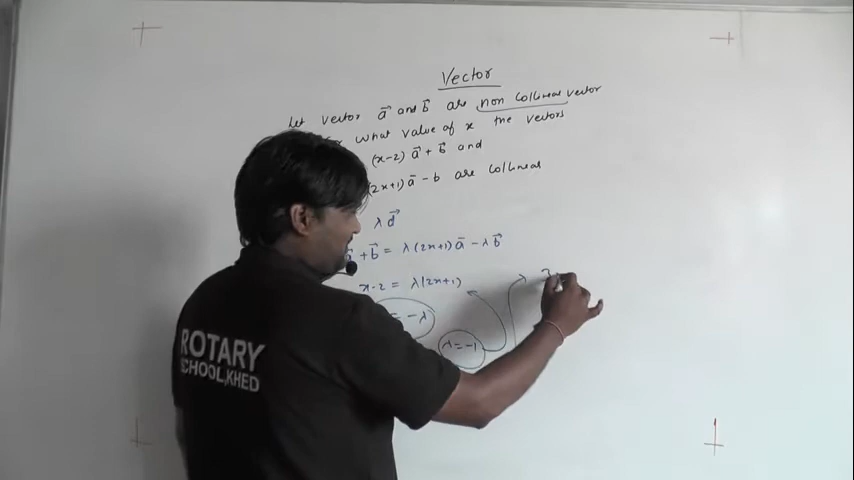 Vector
Let vector a⃗ and b⃗ are non collinear vector
what value of x the vectors
(x-2) a⃗ + b⃗ and
(2x+1) a⃗ - b are collinear
λ d⃗
+ b⃗ = λ(2x+1) a⃗ - λ b⃗
x-2 = λ(2x+1)
= -λ
λ = -1
ROTARY
SCHOOL, KHED